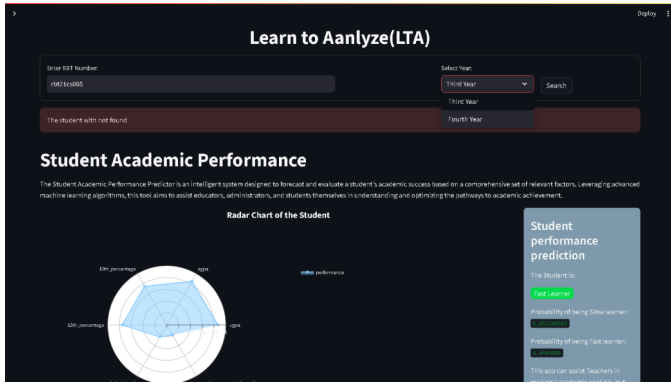 Deploy
Learn to Aanlyze(LTA)
Enter RBT Number:
Select Year:
rbt21cs005
Third Year
Search
Third Year
Fourth Year
The student with not found
Student Academic Performance
The Student Academic Performance Predictor is an intelligent system designed to forecast and evaluate a student's academic success based on a comprehensive set of relevant factors. Leveraging advanced
machine learning algorithms, this tool aims to assist educators, administrators, and students themselves in understanding and optimizing the pathways to academic achievement.
Radar Chart of the Student
10th_percentage
sgpa
performance
12th_percentage
cgpa
Student
performance
prediction
The Student is:
Fast Learner
Probability of being Slow learner:
Probability of being Fast learner:
This app can assist Teachers in